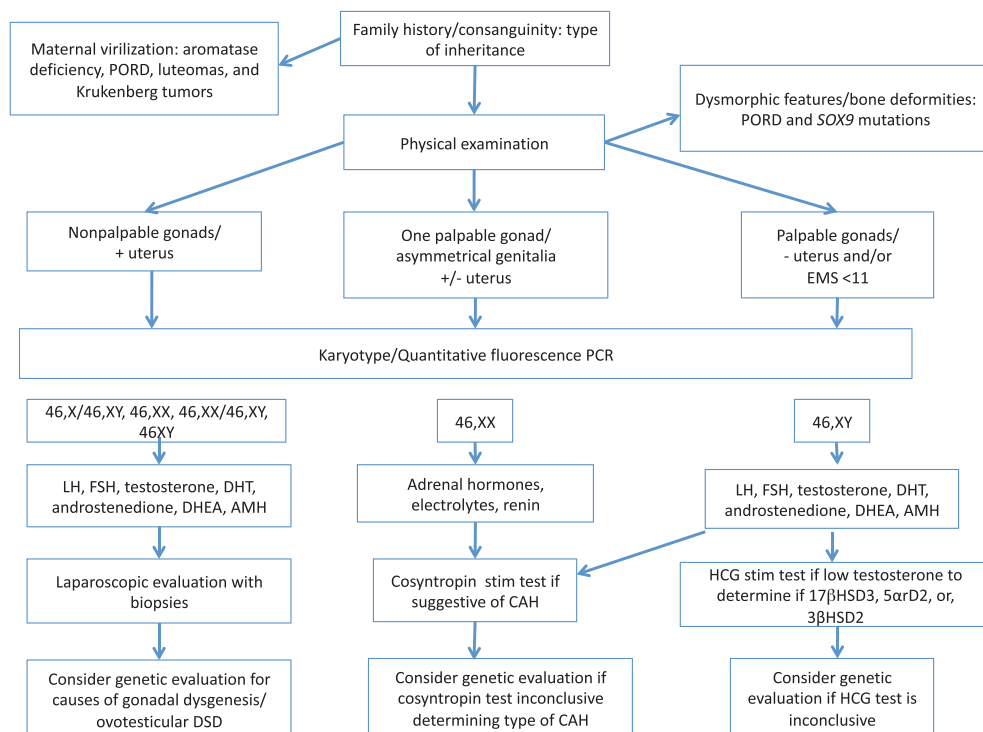 Family history/consanguinity: type
of inheritance
Maternal virilization: aromatase
deficiency, PORD, luteomas, and
Krukenberg tumors
Dysmorphic features/bone deformities:
PORD and SOX9 mutations
Physical examination
Nonpalpable gonads/
+ uterus
One palpable gonad/
asymmetrical genitalia
+/- uterus
Palpable gonads/
- uterus and/or
EMS <11
Karyotype/Quantitative fluorescence PCR
46,X/46,XY, 46,XX, 46,XX/46,XY,
46XY
46,XX
46,XY
LH, FSH, testosterone, DHT,
androstenedione, DHEA, AMH
Adrenal hormones,
electrolytes, renin
LH, FSH, testosterone, DHT,
androstenedione, DHEA, AMH
Laparoscopic evaluation with
biopsies
Cosyntropin stim test if
suggestive of CAH
HCG stim test if low testosterone to
determine if 17βHSD3, 5αrD2, or,
3βHSD2
Consider genetic evaluation for
causes of gonadal dysgenesis/
ovotesticular DSD
Consider genetic evaluation if
cosyntropin test inconclusive
determining type of CAH
Consider genetic
evaluation if HCG test is
inconclusive